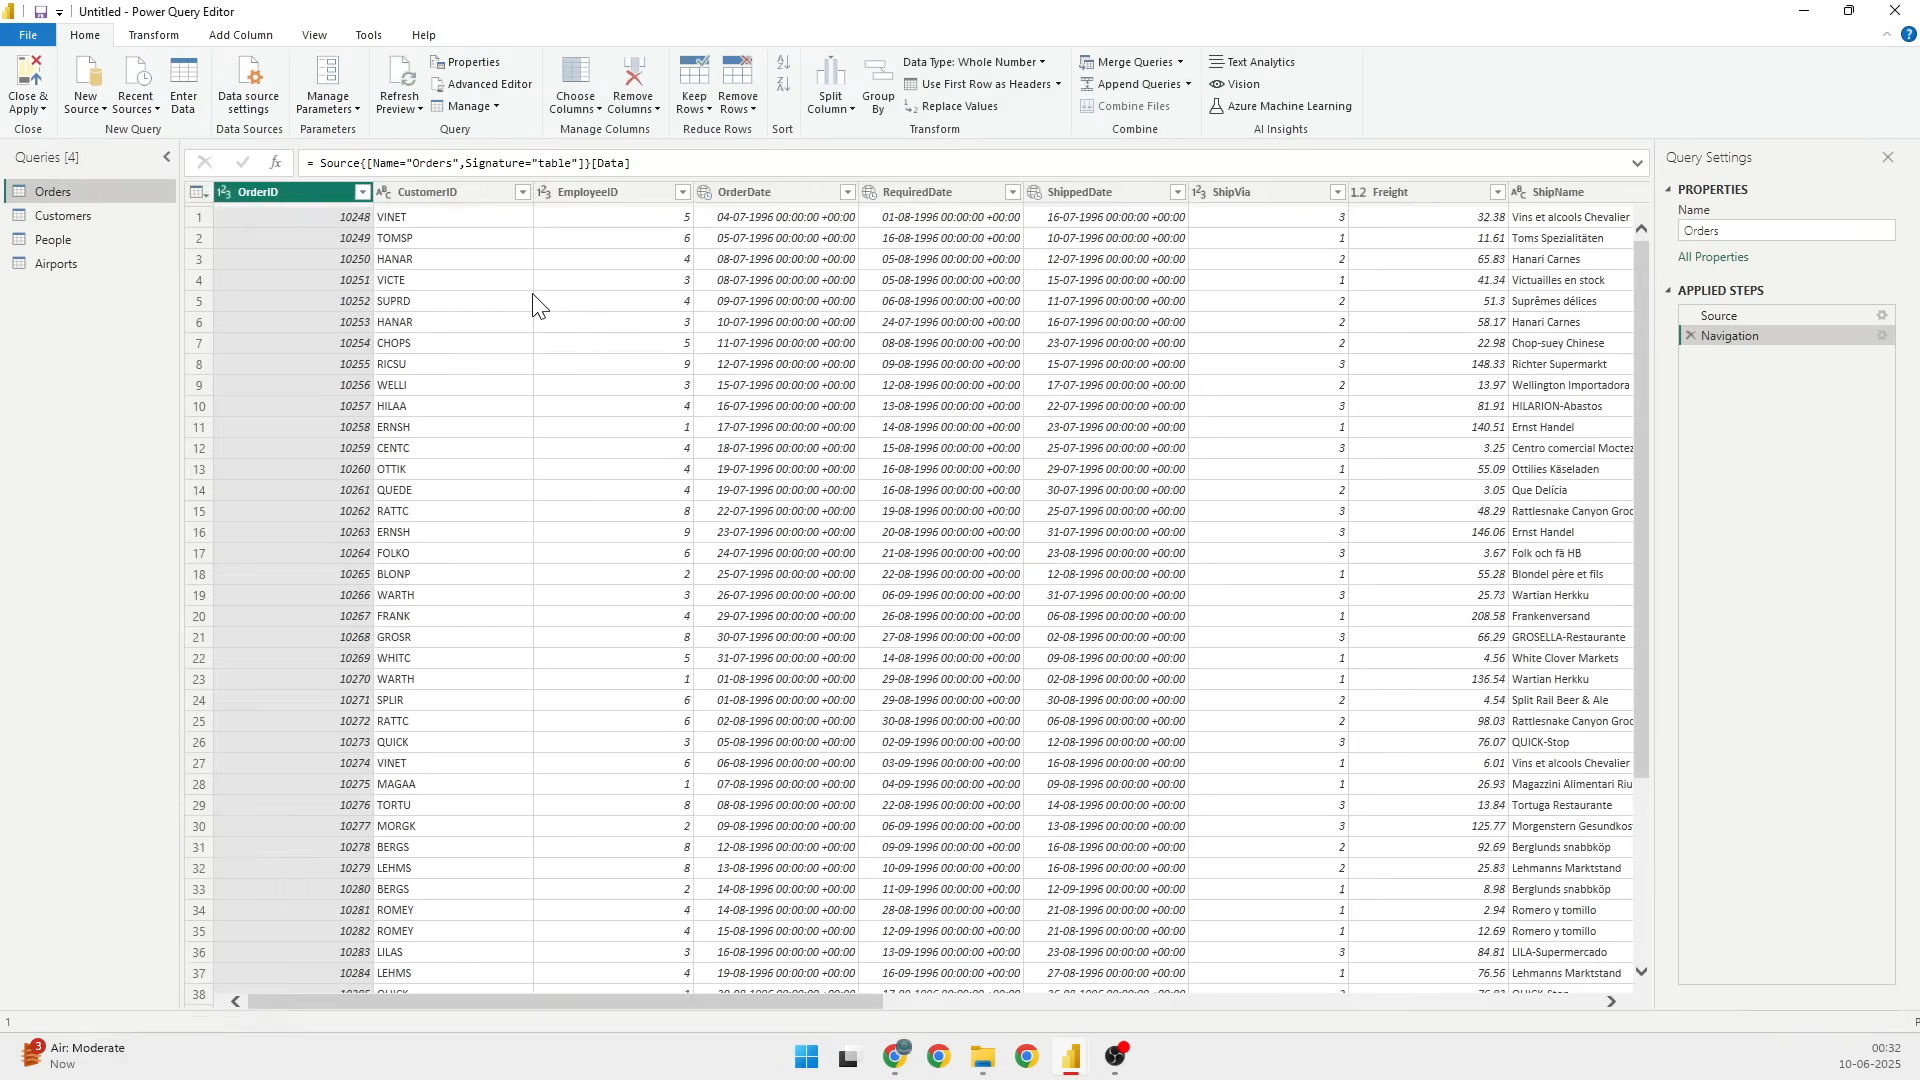 Untitled - Power Query Editor
File Home Transform Add Column View Tools Help
Close & Apply
New Source
Recent Sources
Enter Data
Data source settings
Manage Parameters
Refresh Preview
Properties
Advanced Editor
Manage
Choose Columns
Remove Columns
Keep Rows
Remove Rows
Split Column
Group By
Data Type: Whole Number
Use First Row as Headers
Replace Values
Merge Queries
Append Queries
Combine Files
Text Analytics
Vision
Azure Machine Learning
Close New Query Data Sources Parameters Query Manage Columns Reduce Rows Sort Transform Combine AI Insights
Queries [4]
Orders
Customers
People
Airports
fx = Source{[Name="Orders",Signature="table"]}[Data]
OrderID CustomerID EmployeeID OrderDate RequiredDate ShippedDate ShipVia Freight ShipName
1 10248 VINET 5 04-07-1996 00:00:00 +00:00 01-08-1996 00:00:00 +00:00 16-07-1996 00:00:00 +00:00 3 32.38 Vins et alcools Chevalier
2 10249 TOMSP 6 05-07-1996 00:00:00 +00:00 16-08-1996 00:00:00 +00:00 10-07-1996 00:00:00 +00:00 1 11.61 Toms Spezialitäten
3 10250 HANAR 4 08-07-1996 00:00:00 +00:00 05-08-1996 00:00:00 +00:00 12-07-1996 00:00:00 +00:00 2 65.83 Hanari Carnes
4 10251 VICTE 3 08-07-1996 00:00:00 +00:00 05-08-1996 00:00:00 +00:00 15-07-1996 00:00:00 +00:00 1 41.34 Victuailles en stock
5 10252 SUPRD 4 09-07-1996 00:00:00 +00:00 06-08-1996 00:00:00 +00:00 11-07-1996 00:00:00 +00:00 2 51.3 Suprêmes délices
6 10253 HANAR 3 10-07-1996 00:00:00 +00:00 24-07-1996 00:00:00 +00:00 16-07-1996 00:00:00 +00:00 2 58.17 Hanari Carnes
7 10254 CHOPS 5 11-07-1996 00:00:00 +00:00 08-08-1996 00:00:00 +00:00 23-07-1996 00:00:00 +00:00 2 22.98 Chop-suey Chinese
8 10255 RICSU 9 12-07-1996 00:00:00 +00:00 09-08-1996 00:00:00 +00:00 15-07-1996 00:00:00 +00:00 3 148.33 Richter Supermarkt
9 10256 WELLI 3 15-07-1996 00:00:00 +00:00 12-08-1996 00:00:00 +00:00 17-07-1996 00:00:00 +00:00 2 13.97 Wellington Importadora
10 10257 HILAA 4 16-07-1996 00:00:00 +00:00 13-08-1996 00:00:00 +00:00 22-07-1996 00:00:00 +00:00 3 81.91 HILARION-Abastos
11 10258 ERNSH 1 17-07-1996 00:00:00 +00:00 14-08-1996 00:00:00 +00:00 23-07-1996 00:00:00 +00:00 1 140.51 Ernst Handel
12 10259 CENTC 4 18-07-1996 00:00:00 +00:00 15-08-1996 00:00:00 +00:00 25-07-1996 00:00:00 +00:00 3 3.25 Centro comercial Moctez
13 10260 OTTIK 4 19-07-1996 00:00:00 +00:00 16-08-1996 00:00:00 +00:00 29-07-1996 00:00:00 +00:00 1 55.09 Ottilies Käseladen
14 10261 QUEDE 4 19-07-1996 00:00:00 +00:00 16-08-1996 00:00:00 +00:00 30-07-1996 00:00:00 +00:00 2 3.05 Que Delícia
15 10262 RATTC 8 22-07-1996 00:00:00 +00:00 19-08-1996 00:00:00 +00:00 25-07-1996 00:00:00 +00:00 3 48.29 Rattlesnake Canyon Groc
16 10263 ERNSH 9 23-07-1996 00:00:00 +00:00 20-08-1996 00:00:00 +00:00 31-07-1996 00:00:00 +00:00 3 146.06 Ernst Handel
17 10264 FOLKO 6 24-07-1996 00:00:00 +00:00 21-08-1996 00:00:00 +00:00 23-08-1996 00:00:00 +00:00 3 3.67 Folk och fä HB
18 10265 BLONP 2 25-07-1996 00:00:00 +00:00 22-08-1996 00:00:00 +00:00 12-08-1996 00:00:00 +00:00 1 55.28 Blondel père et fils
19 10266 WARTH 3 26-07-1996 00:00:00 +00:00 06-09-1996 00:00:00 +00:00 31-07-1996 00:00:00 +00:00 3 25.73 Wartian Herkku
20 10267 FRANK 4 29-07-1996 00:00:00 +00:00 26-08-1996 00:00:00 +00:00 06-08-1996 00:00:00 +00:00 1 208.58 Frankenversand
21 10268 GROSR 8 30-07-1996 00:00:00 +00:00 27-08-1996 00:00:00 +00:00 02-08-1996 00:00:00 +00:00 3 66.29 GROSELLA-Restaurante
22 10269 WHITC 5 31-07-1996 00:00:00 +00:00 14-08-1996 00:00:00 +00:00 09-08-1996 00:00:00 +00:00 1 4.56 White Clover Markets
23 10270 WARTH 1 01-08-1996 00:00:00 +00:00 29-08-1996 00:00:00 +00:00 02-08-1996 00:00:00 +00:00 1 136.54 Wartian Herkku
24 10271 SPLIR 6 01-08-1996 00:00:00 +00:00 29-08-1996 00:00:00 +00:00 30-08-1996 00:00:00 +00:00 2 4.54 Split Rail Beer & Ale
25 10272 RATTC 6 02-08-1996 00:00:00 +00:00 30-08-1996 00:00:00 +00:00 06-08-1996 00:00:00 +00:00 2 98.03 Rattlesnake Canyon Groc
26 10273 QUICK 3 05-08-1996 00:00:00 +00:00 02-09-1996 00:00:00 +00:00 12-08-1996 00:00:00 +00:00 3 76.07 QUICK-Stop
27 10274 VINET 6 06-08-1996 00:00:00 +00:00 03-09-1996 00:00:00 +00:00 16-08-1996 00:00:00 +00:00 1 6.01 Vins et alcools Chevalier
28 10275 MAGAA 1 07-08-1996 00:00:00 +00:00 04-09-1996 00:00:00 +00:00 09-08-1996 00:00:00 +00:00 1 26.93 Magazzini Alimentari Riu
29 10276 TORTU 8 08-08-1996 00:00:00 +00:00 22-08-1996 00:00:00 +00:00 14-08-1996 00:00:00 +00:00 3 13.84 Tortuga Restaurante
30 10277 MORGK 2 09-08-1996 00:00:00 +00:00 06-09-1996 00:00:00 +00:00 13-08-1996 00:00:00 +00:00 3 125.77 Morgenstern Gesundkos
31 10278 BERGS 8 12-08-1996 00:00:00 +00:00 09-09-1996 00:00:00 +00:00 16-08-1996 00:00:00 +00:00 2 92.69 Berglunds snabbköp
32 10279 LEHMS 8 13-08-1996 00:00:00 +00:00 10-09-1996 00:00:00 +00:00 16-08-1996 00:00:00 +00:00 2 25.83 Lehmanns Marktstand
33 10280 BERGS 2 14-08-1996 00:00:00 +00:00 11-09-1996 00:00:00 +00:00 12-09-1996 00:00:00 +00:00 1 8.98 Berglunds snabbköp
34 10281 ROMEY 4 14-08-1996 00:00:00 +00:00 28-08-1996 00:00:00 +00:00 21-08-1996 00:00:00 +00:00 1 2.94 Romero y tomillo
35 10282 ROMEY 4 15-08-1996 00:00:00 +00:00 12-09-1996 00:00:00 +00:00 21-08-1996 00:00:00 +00:00 1 12.69 Romero y tomillo
36 10283 LILAS 3 16-08-1996 00:00:00 +00:00 13-09-1996 00:00:00 +00:00 23-08-1996 00:00:00 +00:00 3 84.81 LILA-Supermercado
37 10284 LEHMS 4 19-08-1996 00:00:00 +00:00 16-09-1996 00:00:00 +00:00 27-08-1996 00:00:00 +00:00 1 76.56 Lehmanns Marktstand
38
1
Query Settings
PROPERTIES
Name
Orders
All Properties
APPLIED STEPS
Source
Navigation
3
Air: Moderate
Now
00:32
10-06-2025